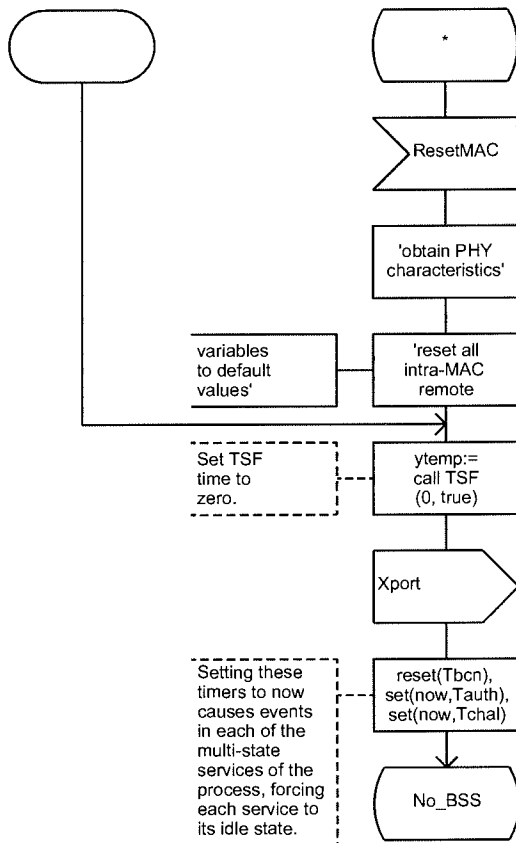 *
ResetMAC
'obtain PHY
characteristics'
variables
to default
values'
'reset all
intra-MAC
remote
Set TSF
time to
zero.
ytemp:=
call TSF
(0, true)
Xport
Setting these
timers to now
causes events
in each of the
multi-state
services of the
process, forcing
each service to
its idle state.
reset(Tbcn),
set(now,Tauth),
set(now,Tchal)
No_BSS